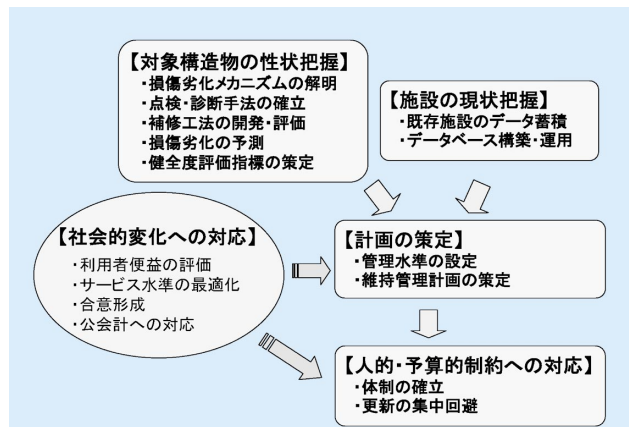 【対象構造物の性状把握】
・損傷劣化メカニズムの解明
・点検・診断手法の確立
・補修工法の開発・評価
・損傷劣化の予測
・健全度評価指標の策定
【施設の現状把握】
・既存施設のデータ蓄積
・データベース構築・運用
【社会的変化への対応】
・利用者便益の評価
・サービス水準の最適化
・合意形成
・公会計への対応
【計画の策定】
・管理水準の設定
・維持管理計画の策定
【人的・予算的制約への対応】
・体制の確立
・更新の集中回避